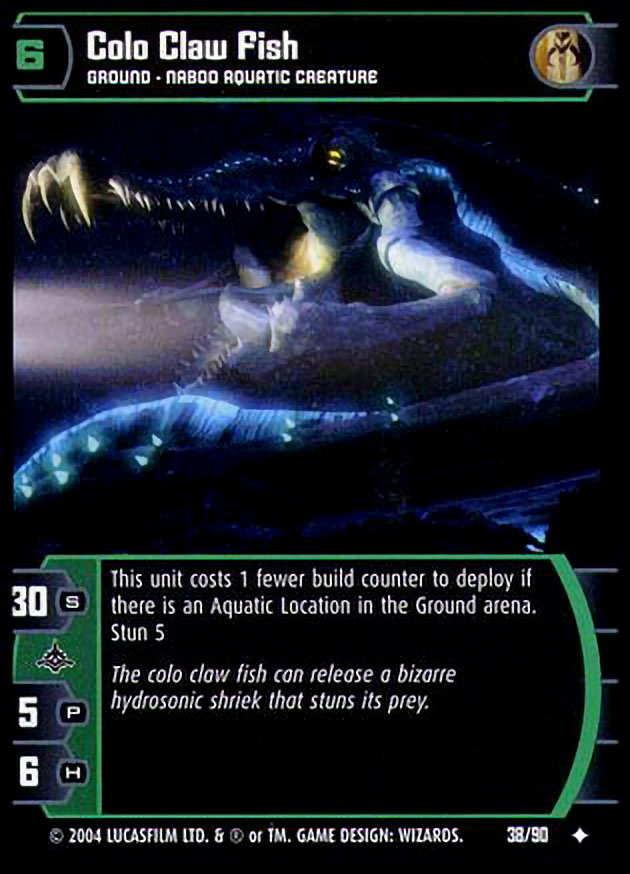 6
Colo Claw Fish
GROUND - NABOO AQUATIC CREATURE
This unit costs 1 fewer build counter to deploy if
there is an Aquatic Location in the Ground arena.
Stun 5
The colo claw fish can release a bizarre
hydrosonic shriek that stuns its prey.
30 S
5 P
6 H
© 2004 LUCASFILM LTD. & ® or TM. GAME DESIGN: WIZARDS. 38/90